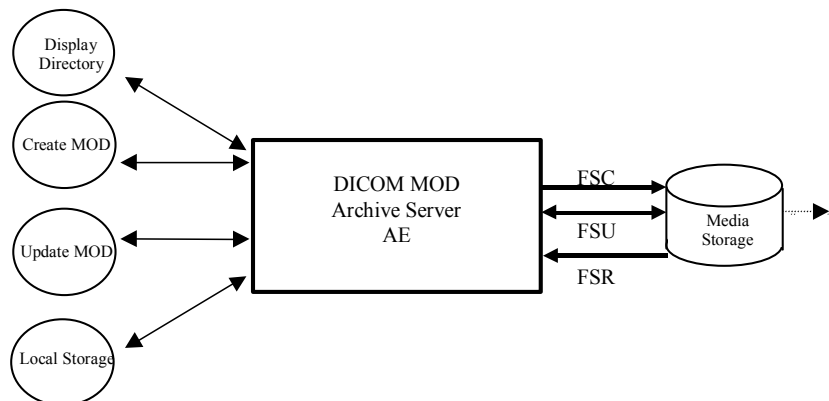 Display
Directory
Create MOD
Update MOD
Local Storage
DICOM MOD
Archive Server
AE
FSC
FSU
FSR
Media
Storage